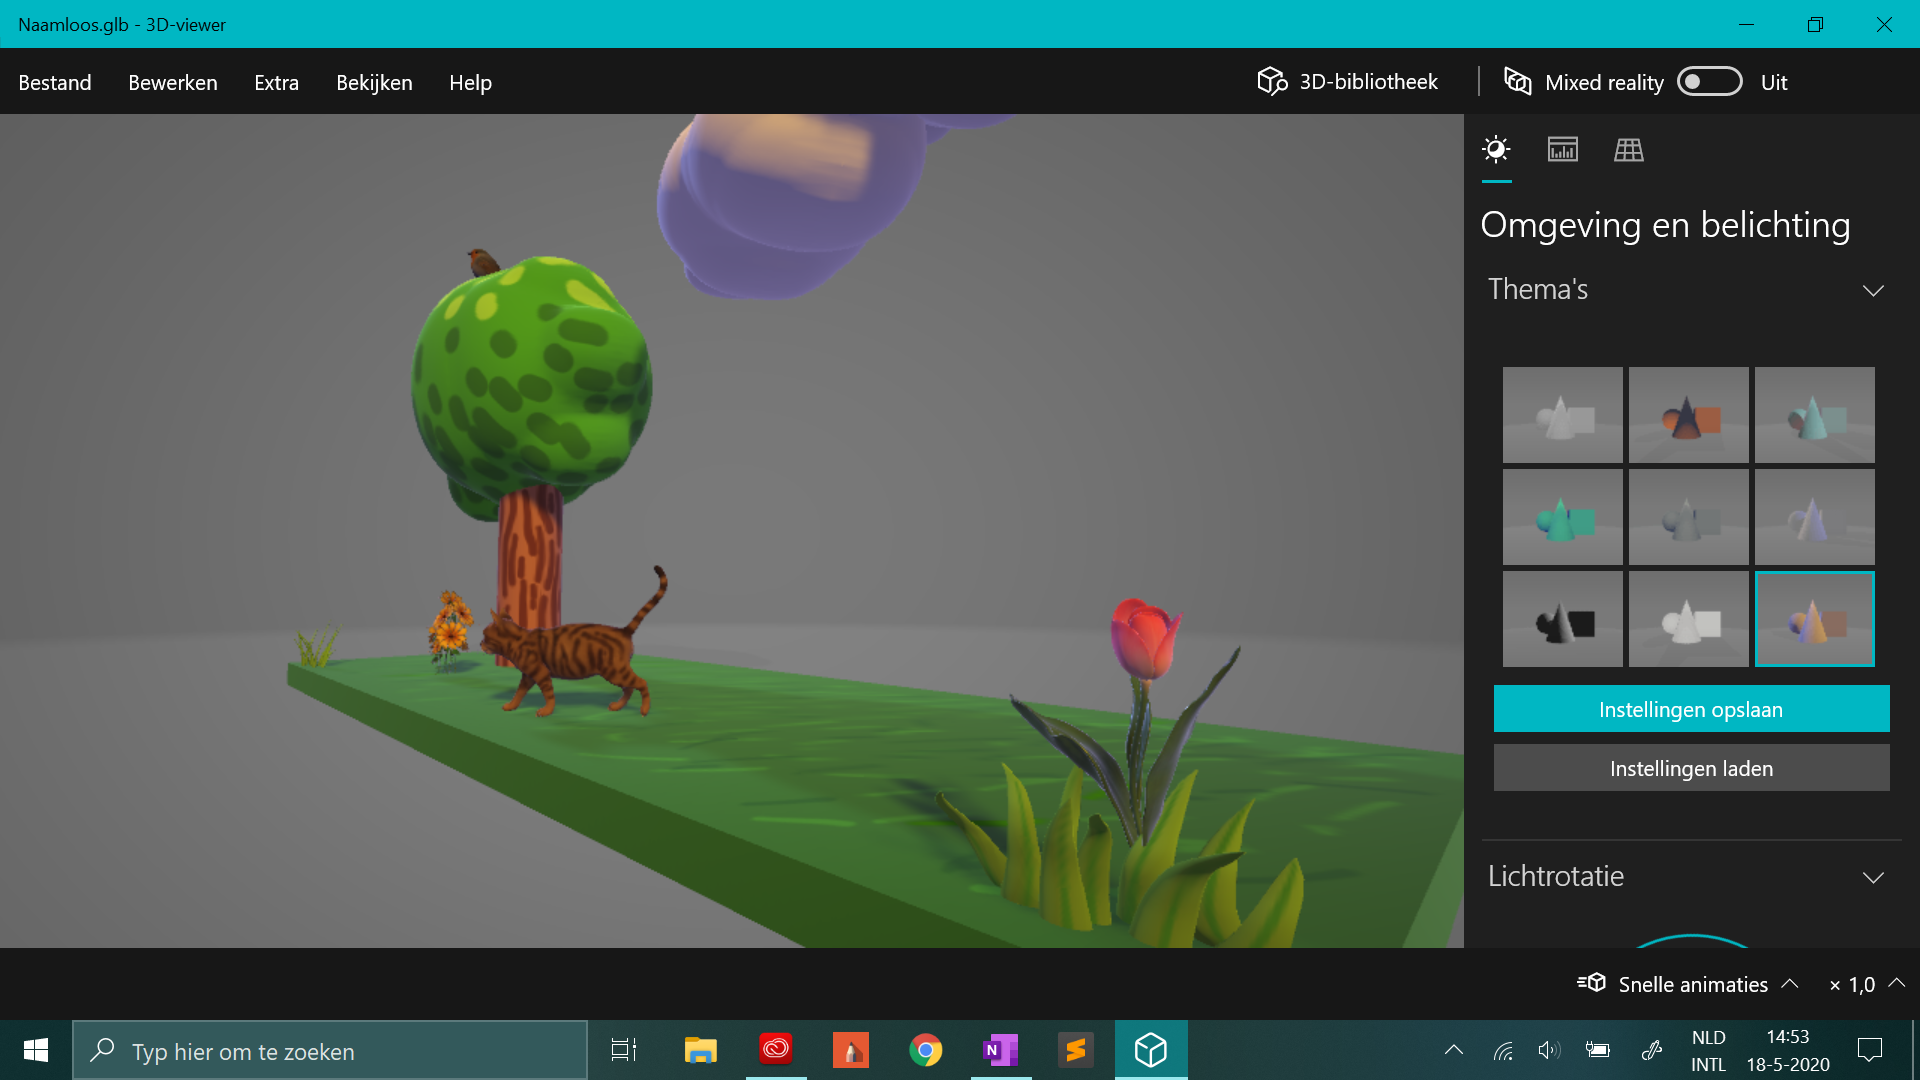 Naamloos.glb - 3D-viewer
Bestand Bewerken Extra Bekijken Help 3D-bibliotheek Mixed reality Uit
Omgeving en belichting
Thema's
Instellingen opslaan
Instellingen laden
Lichtrotatie
Snelle animaties × 1,0
Typ hier om te zoeken
N
NLD
INTL
14:53
18-5-2020